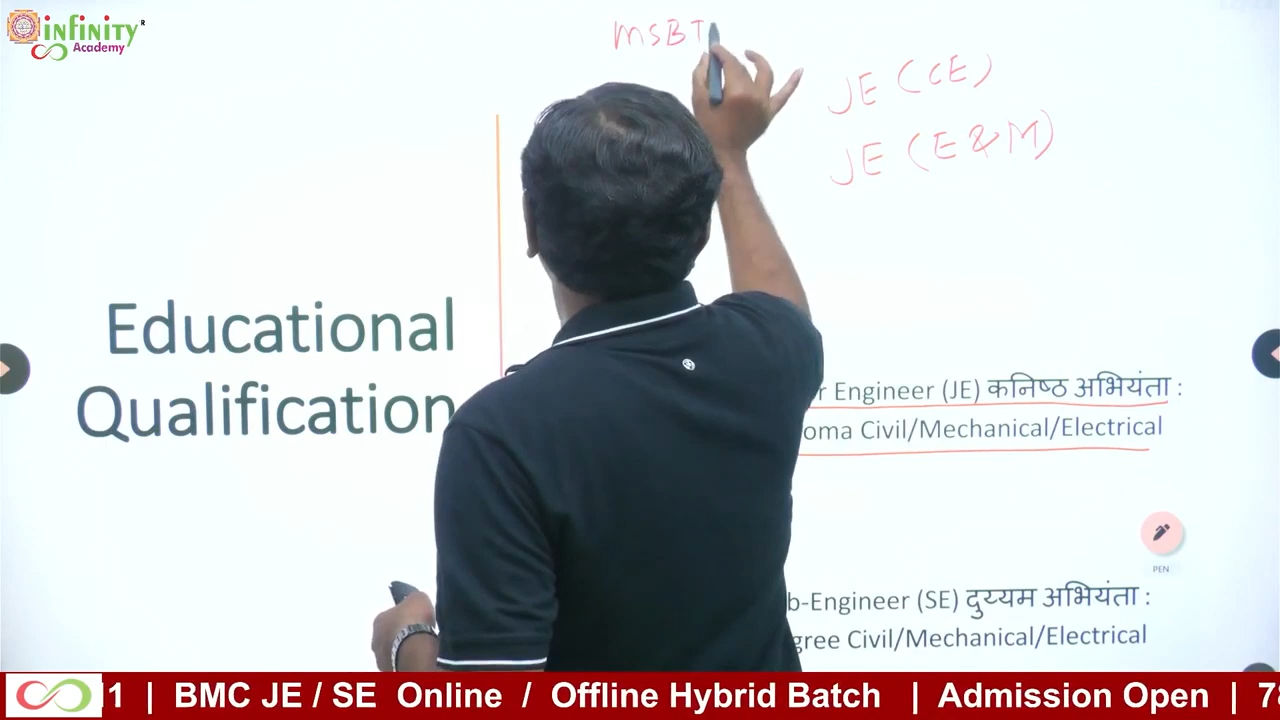 infinity
Academy
MSBT
JE (CE)
JE (E&M)
Educational
Qualification
Engineer (JE) कनिष्ठ अभियंता :
Civil/Mechanical/Electrical
PEN
b-Engineer (SE) दुय्यम अभियंता :
gree Civil/Mechanical/Electrical
1 | BMC JE / SE Online / Offline Hybrid Batch | Admission Open | 7